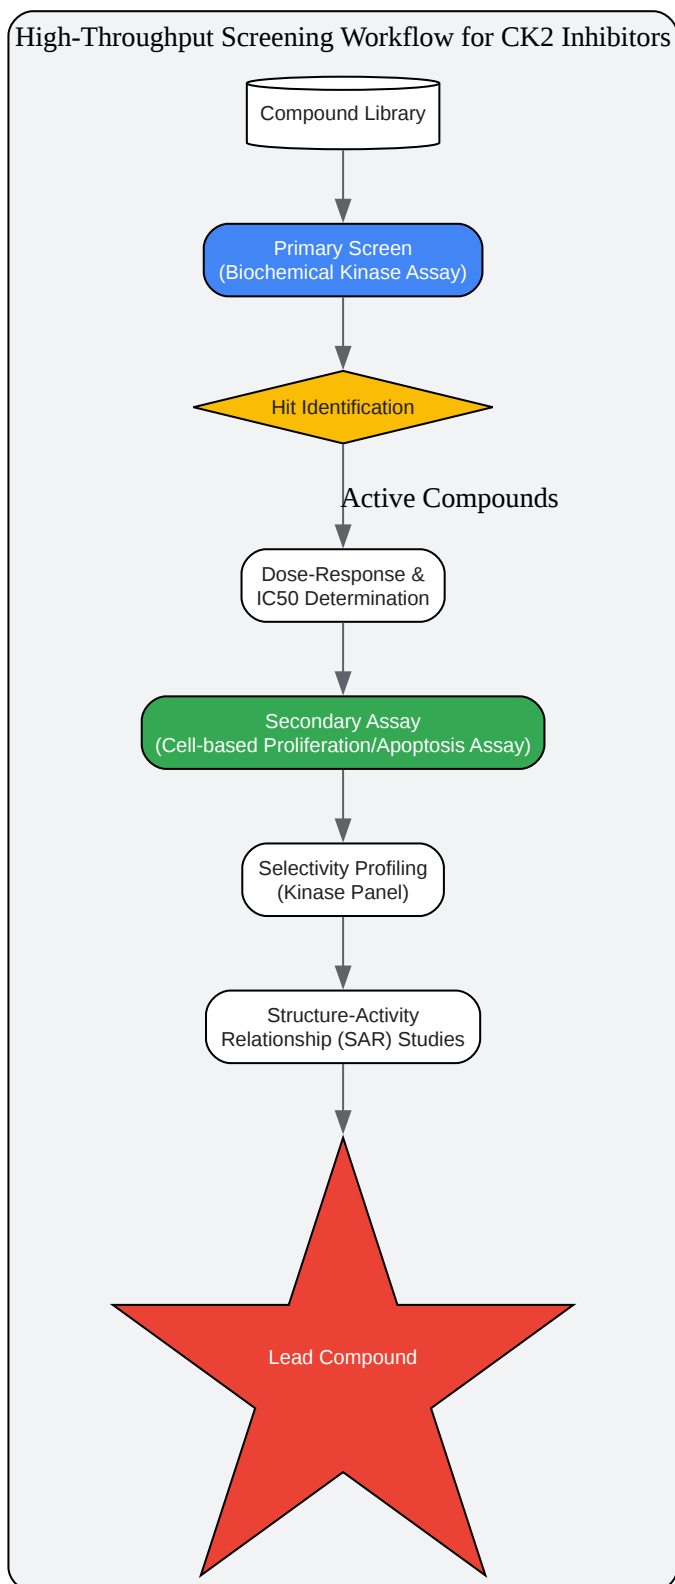 High-Throughput Screening Workflow for CK2 Inhibitors
Compound Library
Primary Screen
(Biochemical Kinase Assay)
Hit Identification
Active Compounds
Dose-Response &
IC50 Determination
Secondary Assay
(Cell-based Proliferation/Apoptosis Assay)
Selectivity Profiling
(Kinase Panel)
Structure-Activity
Relationship (SAR) Studies
Lead Compound